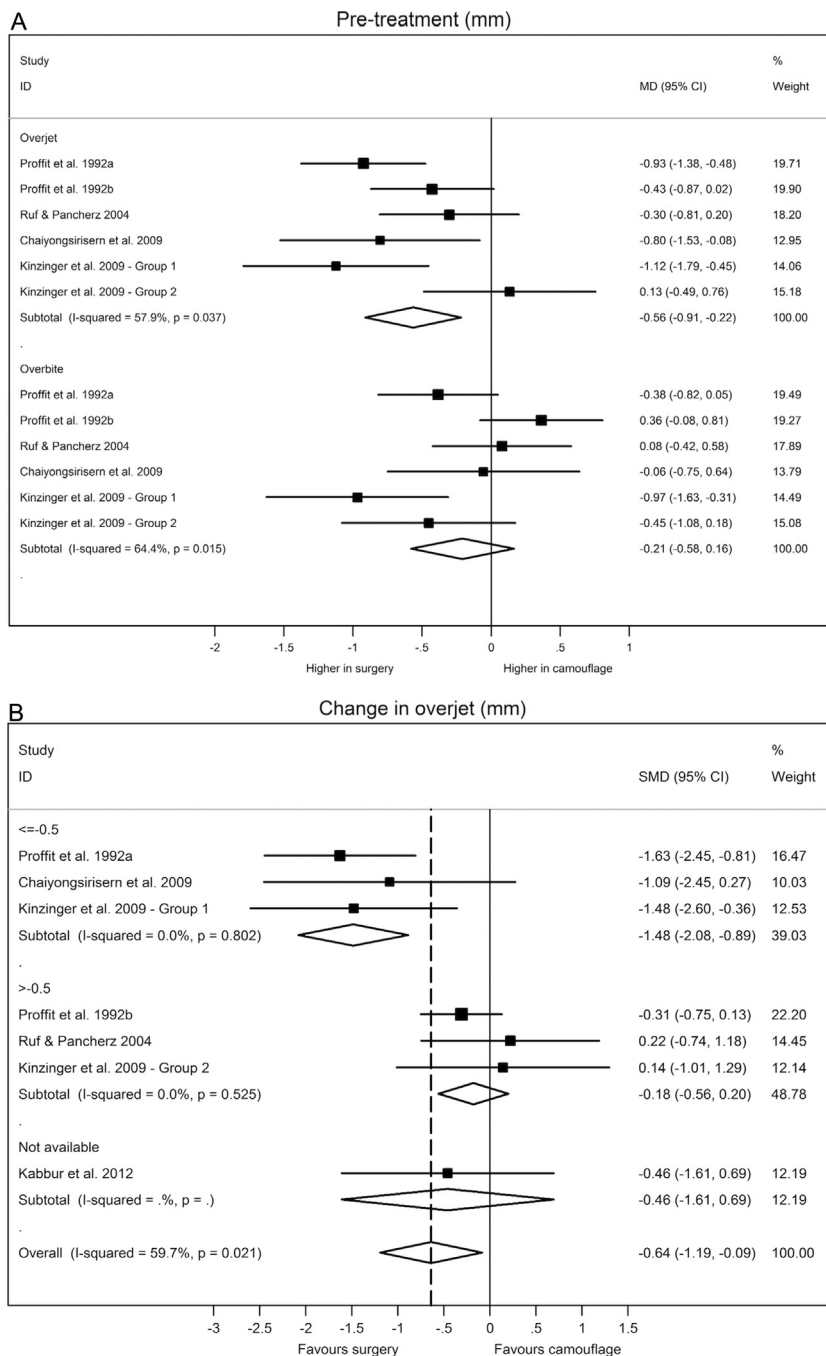 A
Pre-treatment (mm)
Study %
ID MD (95% CI) Weight
Overjet
Proffit et al. 1992a -0.93 (-1.38, -0.48) 19.71
Proffit et al. 1992b -0.43 (-0.87, 0.02) 19.90
Ruf & Pancherz 2004 -0.30 (-0.81, 0.20) 18.20
Chaiyongsirisern et al. 2009 -0.80 (-1.53, -0.08) 12.95
Kinzinger et al. 2009 - Group 1 -1.12 (-1.79, -0.45) 14.06
Kinzinger et al. 2009 - Group 2 0.13 (-0.49, 0.76) 15.18
Subtotal (I-squared = 57.9%, p = 0.037) -0.56 (-0.91, -0.22) 100.00
.
Overbite
Proffit et al. 1992a -0.38 (-0.82, 0.05) 19.49
Proffit et al. 1992b 0.36 (-0.08, 0.81) 19.27
Ruf & Pancherz 2004 0.08 (-0.42, 0.58) 17.89
Chaiyongsirisern et al. 2009 -0.06 (-0.75, 0.64) 13.79
Kinzinger et al. 2009 - Group 1 -0.97 (-1.63, -0.31) 14.49
Kinzinger et al. 2009 - Group 2 -0.45 (-1.08, 0.18) 15.08
Subtotal (I-squared = 64.4%, p = 0.015) -0.21 (-0.58, 0.16) 100.00
.
-2 -1.5 -1 -.5 0 .5 1
Higher in surgery Higher in camouflage
B
Change in overjet (mm)
Study %
ID SMD (95% CI) Weight
<=-0.5
Proffit et al. 1992a -1.63 (-2.45, -0.81) 16.47
Chaiyongsirisern et al. 2009 -1.09 (-2.45, 0.27) 10.03
Kinzinger et al. 2009 - Group 1 -1.48 (-2.60, -0.36) 12.53
Subtotal (I-squared = 0.0%, p = 0.802) -1.48 (-2.08, -0.89) 39.03
.
>-0.5
Proffit et al. 1992b -0.31 (-0.75, 0.13) 22.20
Ruf & Pancherz 2004 0.22 (-0.74, 1.18) 14.45
Kinzinger et al. 2009 - Group 2 0.14 (-1.01, 1.29) 12.14
Subtotal (I-squared = 0.0%, p = 0.525) -0.18 (-0.56, 0.20) 48.78
.
Not available
Kabbur et al. 2012 -0.46 (-1.61, 0.69) 12.19
Subtotal (I-squared = .%, p = .) -0.46 (-1.61, 0.69) 12.19
.
Overall (I-squared = 59.7%, p = 0.021) -0.64 (-1.19, -0.09) 100.00
-3 -2.5 -2 -1.5 -1 -.5 0 .5 1 1.5
Favours surgery Favours camouflage